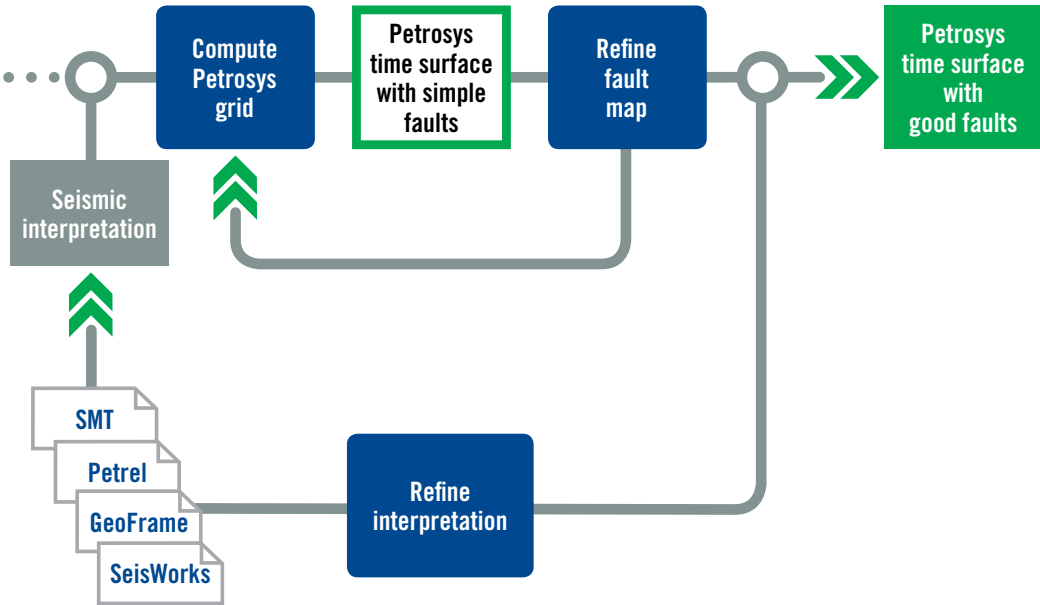 Compute
Petrosys
grid
Petrosys
time surface
with simple
faults
Refine
fault
map
Petrosys
time surface
with
good faults
Seismic
interpretation
SMT
Petrel
GeoFrame
SeisWorks
Refine
interpretation